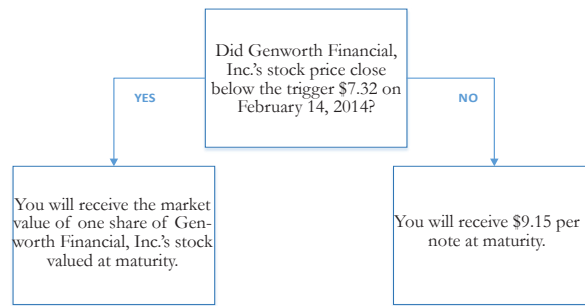 Did Genworth Financial,
Inc.’s stock price close
below the trigger $7.32 on
February 14, 2014?
YES
NO
You will receive the market
value of one share of Gen-
worth Financial, Inc.’s stock
valued at maturity.
You will receive $9.15 per
note at maturity.